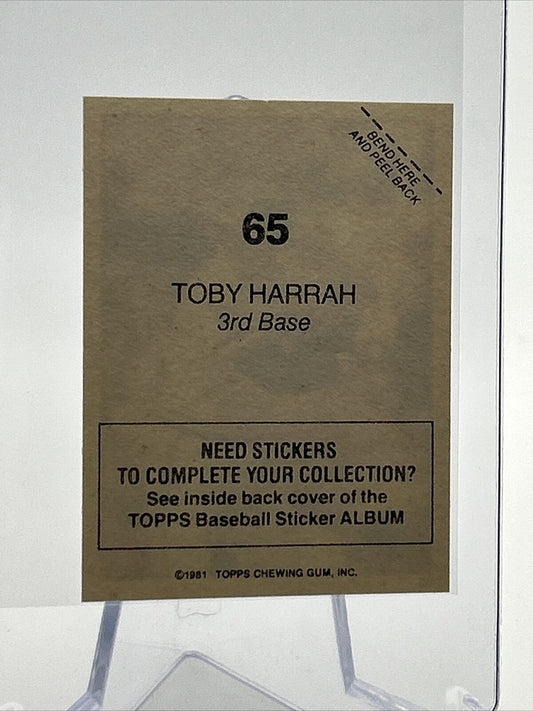 BEND HERE
AND PEEL BACK
65
TOBY HARRAH
3rd Base
NEED STICKERS
TO COMPLETE YOUR COLLECTION?
See inside back cover of the
TOPPS Baseball Sticker ALBUM
©1981 TOPPS CHEWING GUM, INC.